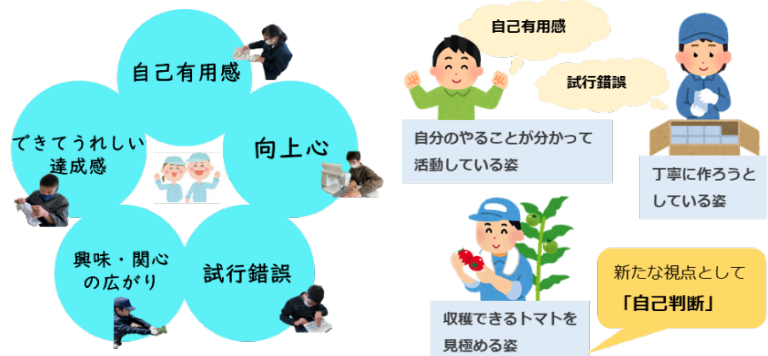 自己有用感
できてうれしい
達成感
向上心
興味・関心
の広がり
試行錯誤
自己有用感
試行錯誤
自分のやることが分かって
活動している姿
丁寧に作ろうと
している姿
収穫できるトマトを
見極める姿
新たな視点として
「自己判断」